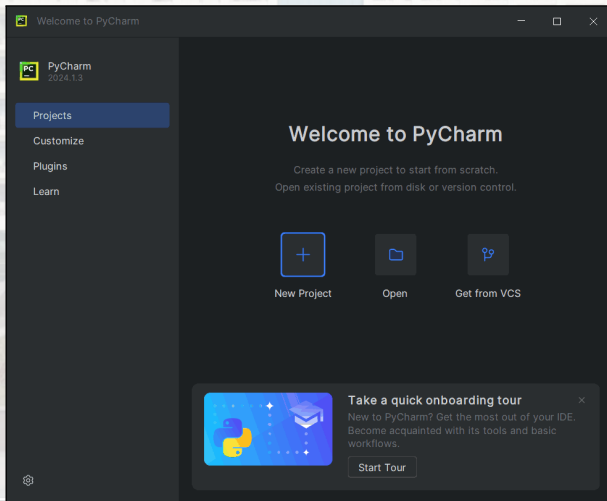 Welcome to PyCharm
PyCharm
2024.1.3
Projects
Customize
Plugins
Learn
Welcome to PyCharm
Create a new project to start from scratch.
Open existing project from disk or version control.
New Project
Open
Get from VCS
Take a quick onboarding tour
New to PyCharm? Get the most out of your IDE.
Become acquainted with its tools and basic
workflows.
Start Tour